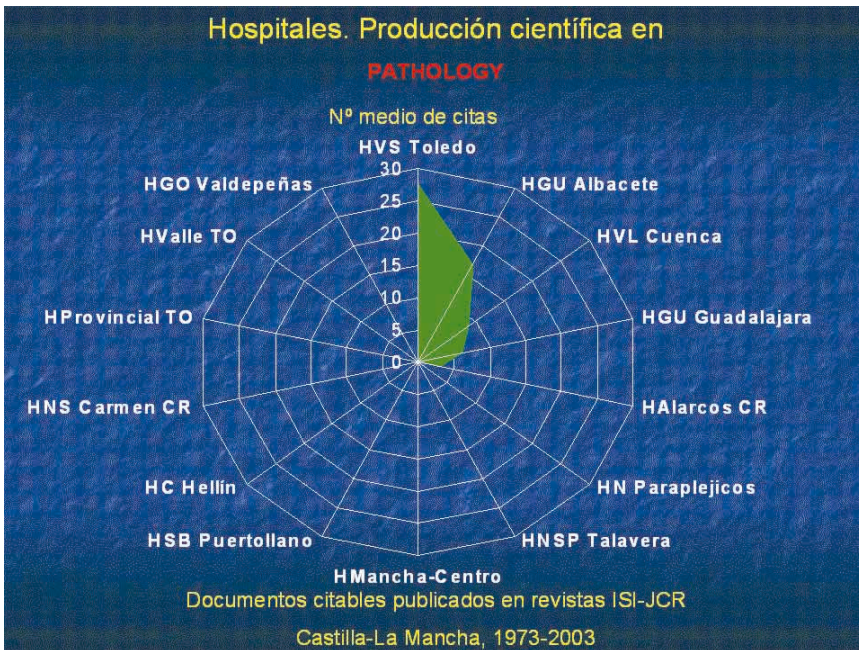 Hospitales. Producción científica en
PATHOLOGY
Nº medio de citas
HVS Toledo
HGO Valdepeñas
30
HGU Albacete
25
HValle TO
20
HVL Cuenca
15
HProvincial TO
10
HGU Guadalajara
5
0
HNS Carmen CR
HAlarcos CR
HC Hellín
HN Paraplejicos
HSB Puertollano
HNSP Talavera
HMancha-Centro
Documentos citables publicados en revistas ISI-JCR
Castilla-La Mancha, 1973-2003